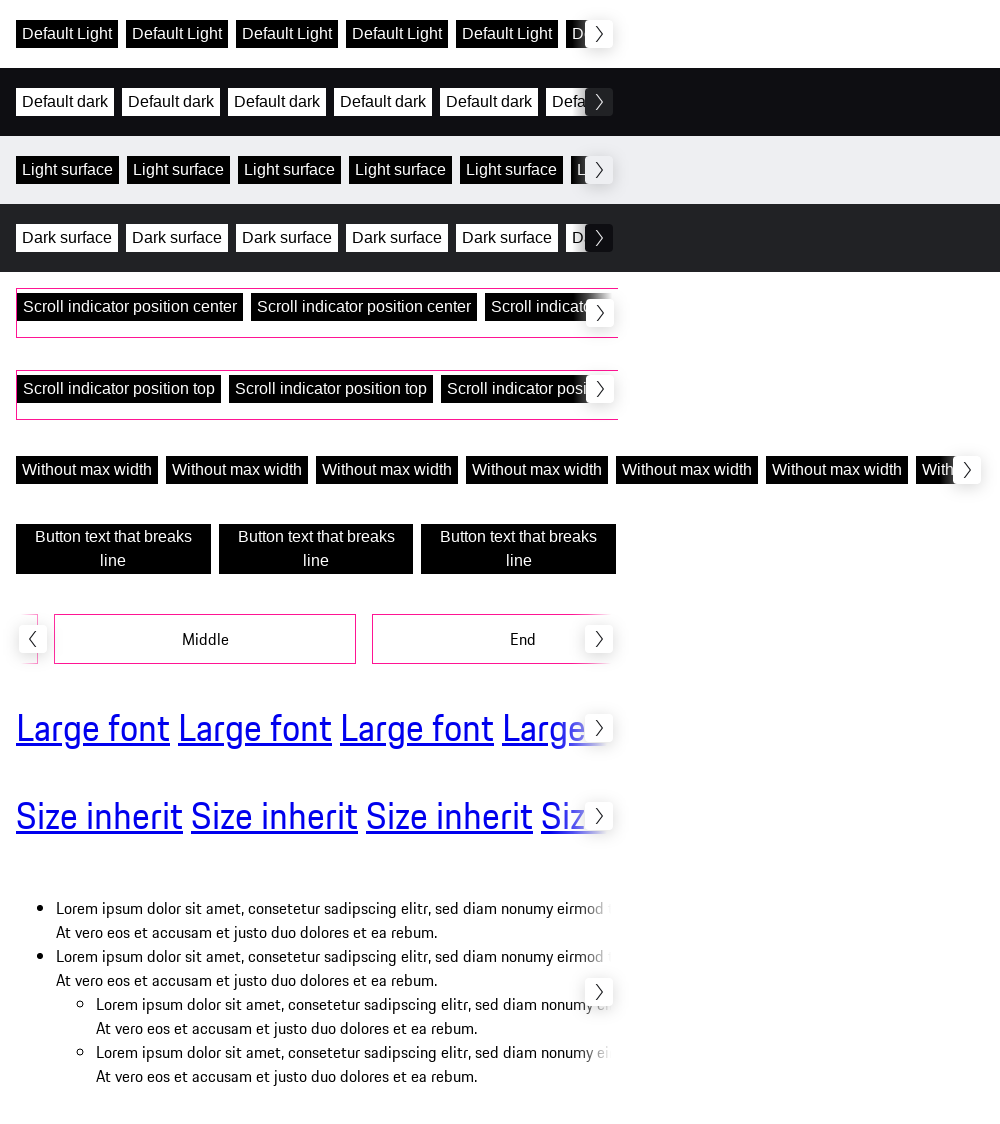 Default Light Default Light Default Light Default Light Default Light
Default dark Default dark Default dark Default dark Default dark
Light surface Light surface Light surface Light surface Light surface
Dark surface Dark surface Dark surface Dark surface Dark surface
Scroll indicator position center Scroll indicator position center Scroll indicator
Scroll indicator position top Scroll indicator position top Scroll indicator
Without max width Without max width Without max width Without max width Without max width Without max width
Button text that breaks line Button text that breaks line Button text that breaks line
Middle End
Large font Large font Large font Large
Size inherit Size inherit Size inherit
Lorem ipsum dolor sit amet, consetetur sadipscing elitr, sed diam nonumy eirmod
At vero eos et accusam et justo duo dolores et ea rebum.
Lorem ipsum dolor sit amet, consetetur sadipscing elitr, sed diam nonumy eirmod
At vero eos et accusam et justo duo dolores et ea rebum.
Lorem ipsum dolor sit amet, consetetur sadipscing elitr, sed diam nonumy
At vero eos et accusam et justo duo dolores et ea rebum.
Lorem ipsum dolor sit amet, consetetur sadipscing elitr, sed diam nonumy
At vero eos et accusam et justo duo dolores et ea rebum.